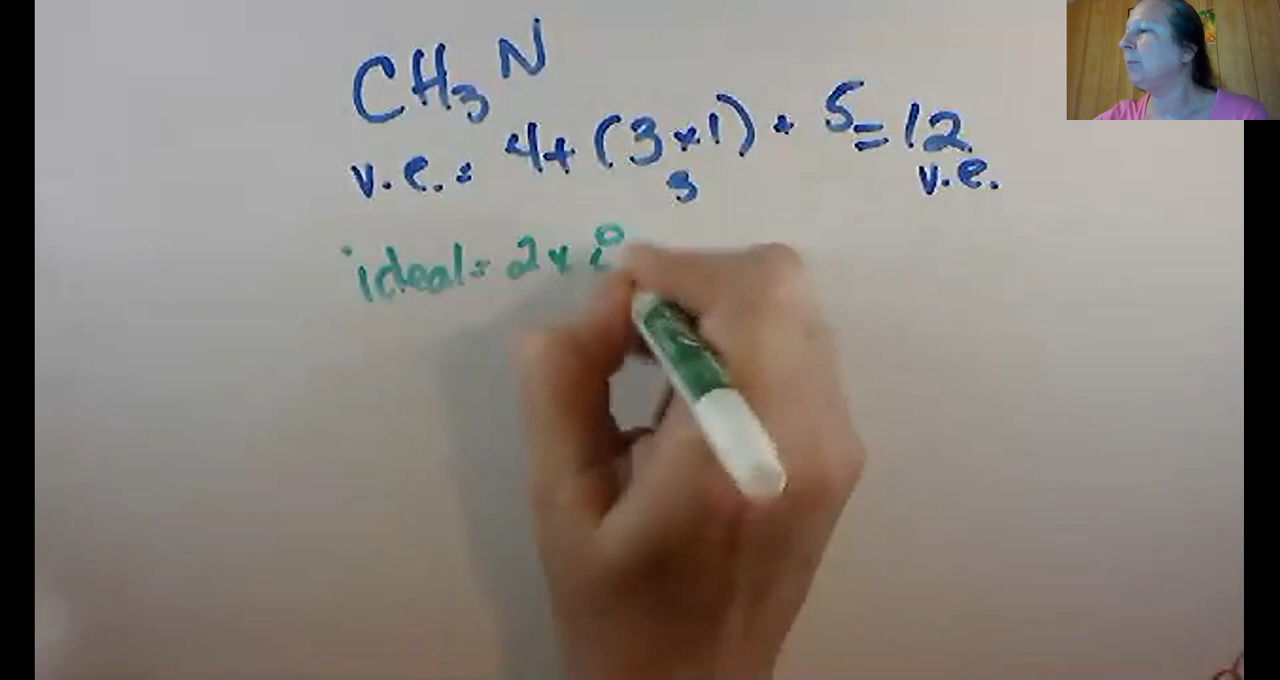 CH₃N
v.e. = 4 + (3 x 1) + 5 = 12
3 v.e.
ideal = 2 x